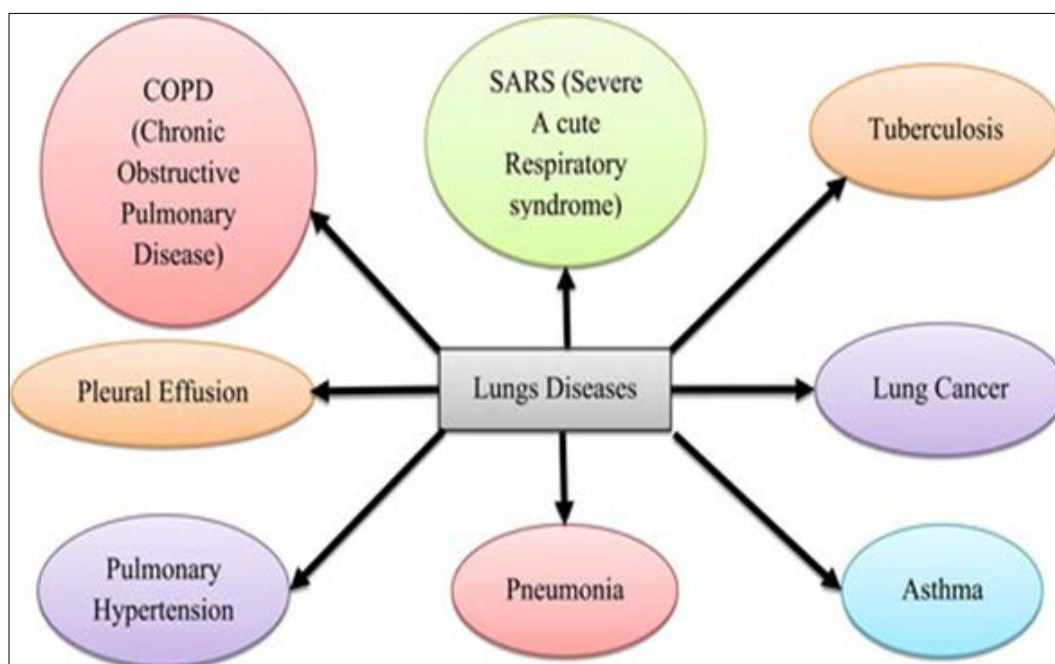 COPD
(Chronic
Obstructive
Pulmonary
Disease)
SARS (Severe
A cute
Respiratory
syndrome)
Tuberculosis
Pleural Effusion
Lungs Diseases
Lung Cancer
Pulmonary
Hypertension
Pneumonia
Asthma